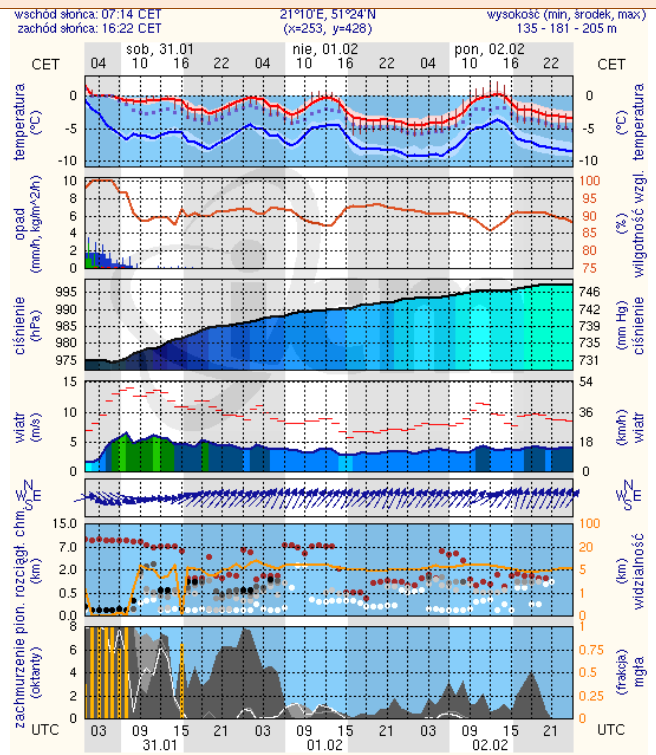 wschód słońca: 07:14 CET 21°10'E, 51°24'N wysokość (min, środek, max)
zachód słońca: 16:22 CET (x=253, y=428) 135 - 181 - 205 m
sob, 31.01 nie, 01.02 pon, 02.02
CET 04 10 16 22 04 10 16 22 04 10 16 22 CET
temperatura
(°C)
0
-5
-10
0
-5
-10
(°C)
temperatura
opad
(mm/h, kg/m^2/h)
10
8
6
4
2
0
100
95
90
85
80
75
(%)
wilgotność wzgl.
ciśnienie
(hPa)
995
990
985
980
975
746
742
739
735
731
(mm Hg)
ciśnienie
wiatr
(m/s)
15
10
5
0
54
36
18
0
(km/h)
wiatr
N
W E
S
N
W E
S
pion. rozciągł. chm.
(km)
15.0
7.0
2.0
0.5
0.0
100
20
5
1
0
(km)
widzialność
zachmurzenie
(oktanty)
8
6
4
2
0
1
0.75
0.5
0.25
0
(frakcja)
mgła
UTC 03 09 15 21 03 09 15 21 03 09 15 21 UTC
31.01 01.02 02.02